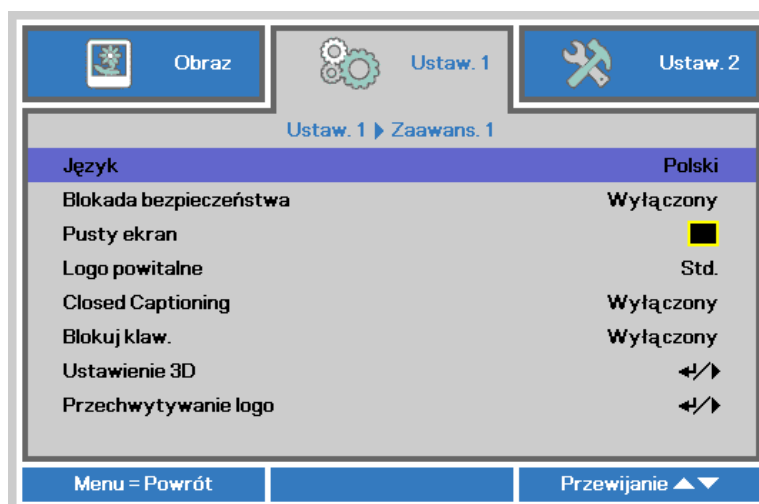 Obraz
Ustaw. 1
Ustaw. 2
Ustaw. 1 Zaawans. 1
Język Polski
Blokada bezpieczeństwa Wyłączony
Pusty ekran
Logo powitalne Std.
Closed Captioning Wyłączony
Blokuj klaw. Wyłączony
Ustawienie 3D
Przechwytywanie logo
Menu = Powrót
Przewijanie